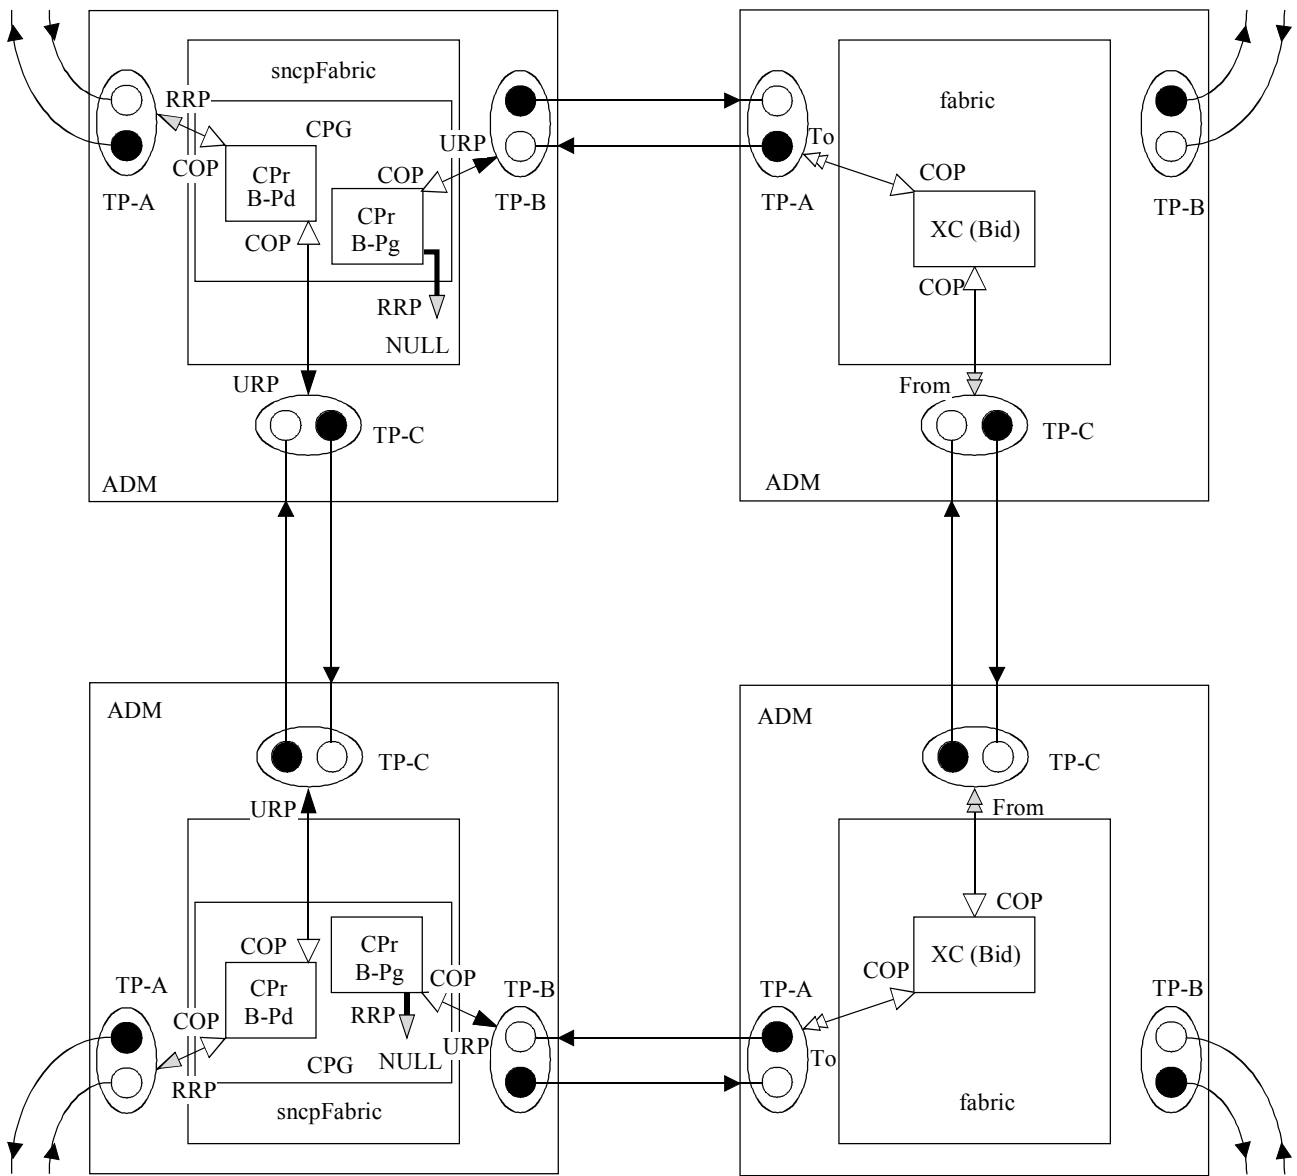 sncpFabric
fabric
RRP
CPG
URP
To
COP
CPr
B-Pd
COP
COP
TP-A
TP-B
TP-A
TP-B
CPr
B-Pg
XC (Bid)
COP
COP
RRP
NULL
URP
From
TP-C
TP-C
ADM
ADM
ADM
ADM
TP-C
TP-C
URP
From
COP
COP
CPr
B-Pg
XC (Bid)
COP
COP
TP-A
TP-B
TP-A
TP-B
CPr
B-Pd
COP
RRP
URP
To
NULL
CPG
RRP
sncpFabric
fabric